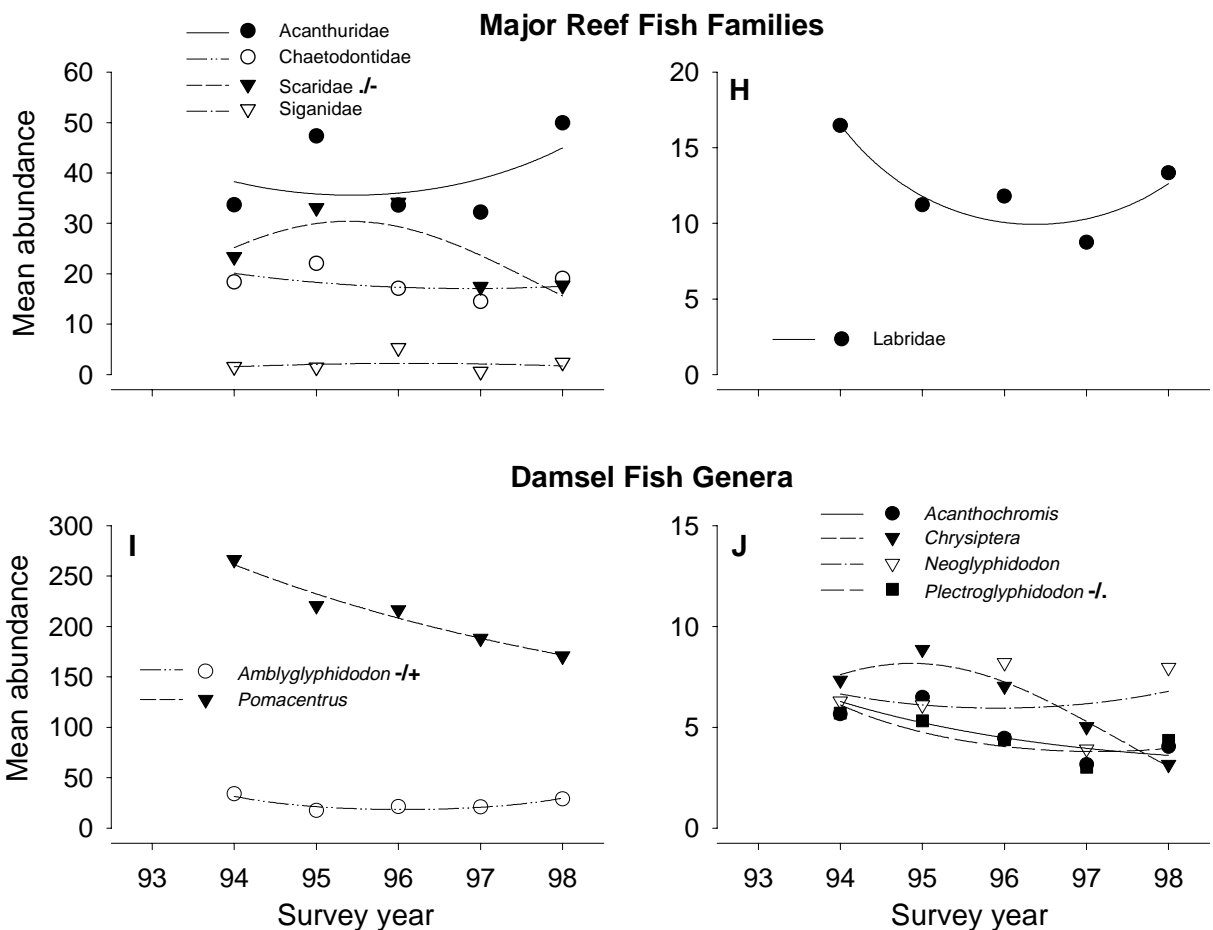 Major Reef Fish Families
Acanthuridae
Chaetodontidae
Scaridae ./-
Siganidae
Mean abundance
60
50
40
30
20
10
0
H
20
15
10
5
0
Labridae
Damsel Fish Genera
I
Mean abundance
300
250
200
150
100
50
0
Amblyglyphidodon -/+
Pomacentrus
93 94 95 96 97 98
Survey year
J
Acanthochromis
Chrysiptera
Neoglyphidodon
Plectroglyphidodon -/.
15
10
5
0
93 94 95 96 97 98
Survey year